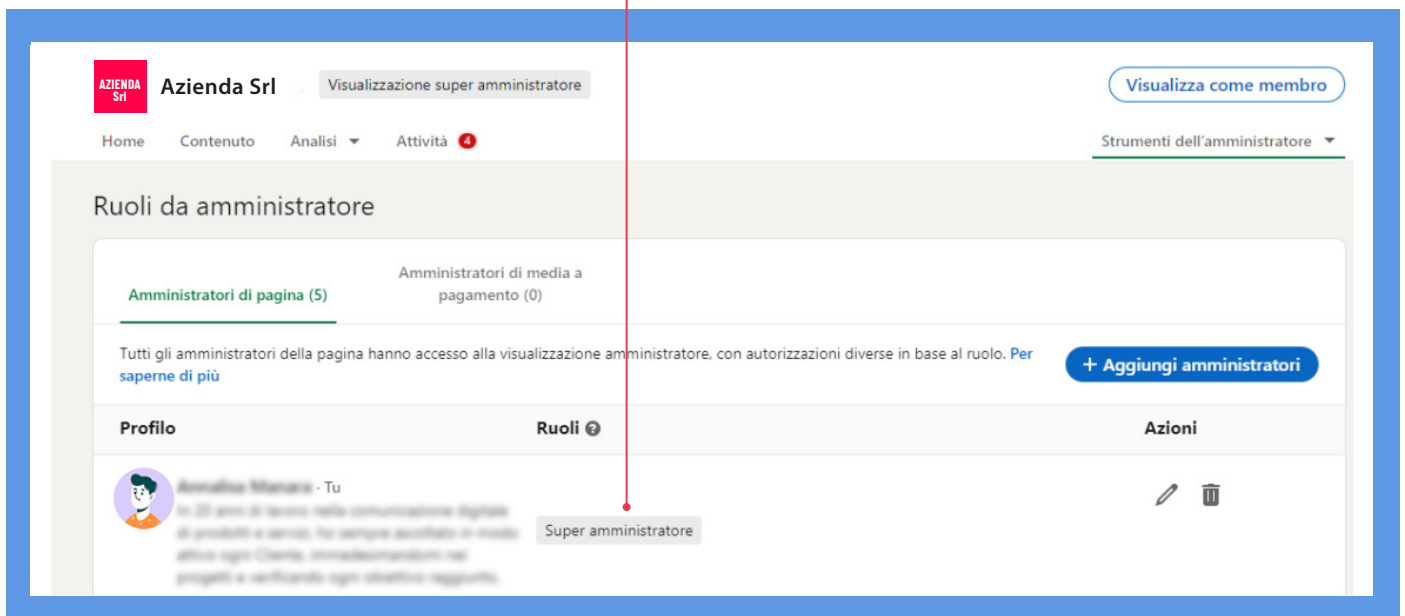 AZIENDA
Srl
Azienda Srl
Visualizzazione super amministratore
Visualizza come membro
Home Contenuto Analisi Attività 4
Strumenti dell'amministratore
Ruoli da amministratore
Amministratori di pagina (5)
Amministratori di media a
pagamento (0)
Tutti gli amministratori della pagina hanno accesso alla visualizzazione amministratore, con autorizzazioni diverse in base al ruolo. Per
saperne di più
+ Aggiungi amministratori
Profilo Ruoli ? Azioni
· Tu
Super amministratore